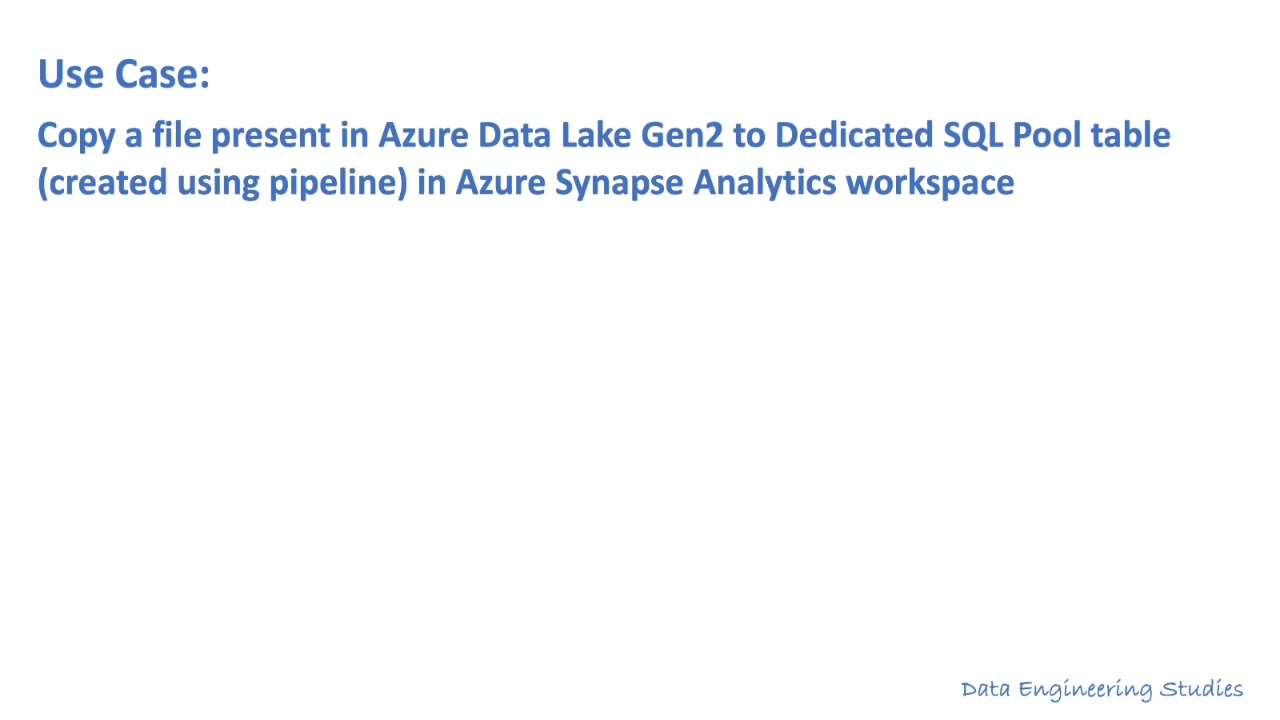 Use Case:
Copy a file present in Azure Data Lake Gen2 to Dedicated SQL Pool table
(created using pipeline) in Azure Synapse Analytics workspace
Data Engineering Studies